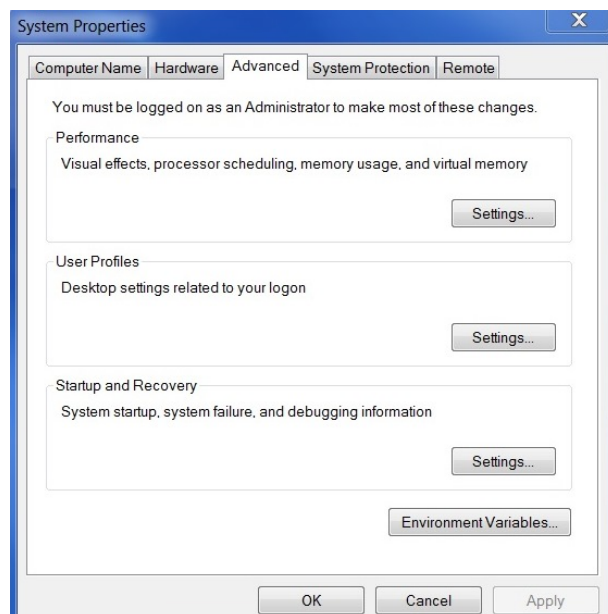 System Properties
X
Computer Name Hardware Advanced System Protection Remote
You must be logged on as an Administrator to make most of these changes.
Performance
Visual effects, processor scheduling, memory usage, and virtual memory
Settings...
User Profiles
Desktop settings related to your logon
Settings...
Startup and Recovery
System startup, system failure, and debugging information
Settings...
Environment Variables...
OK Cancel Apply